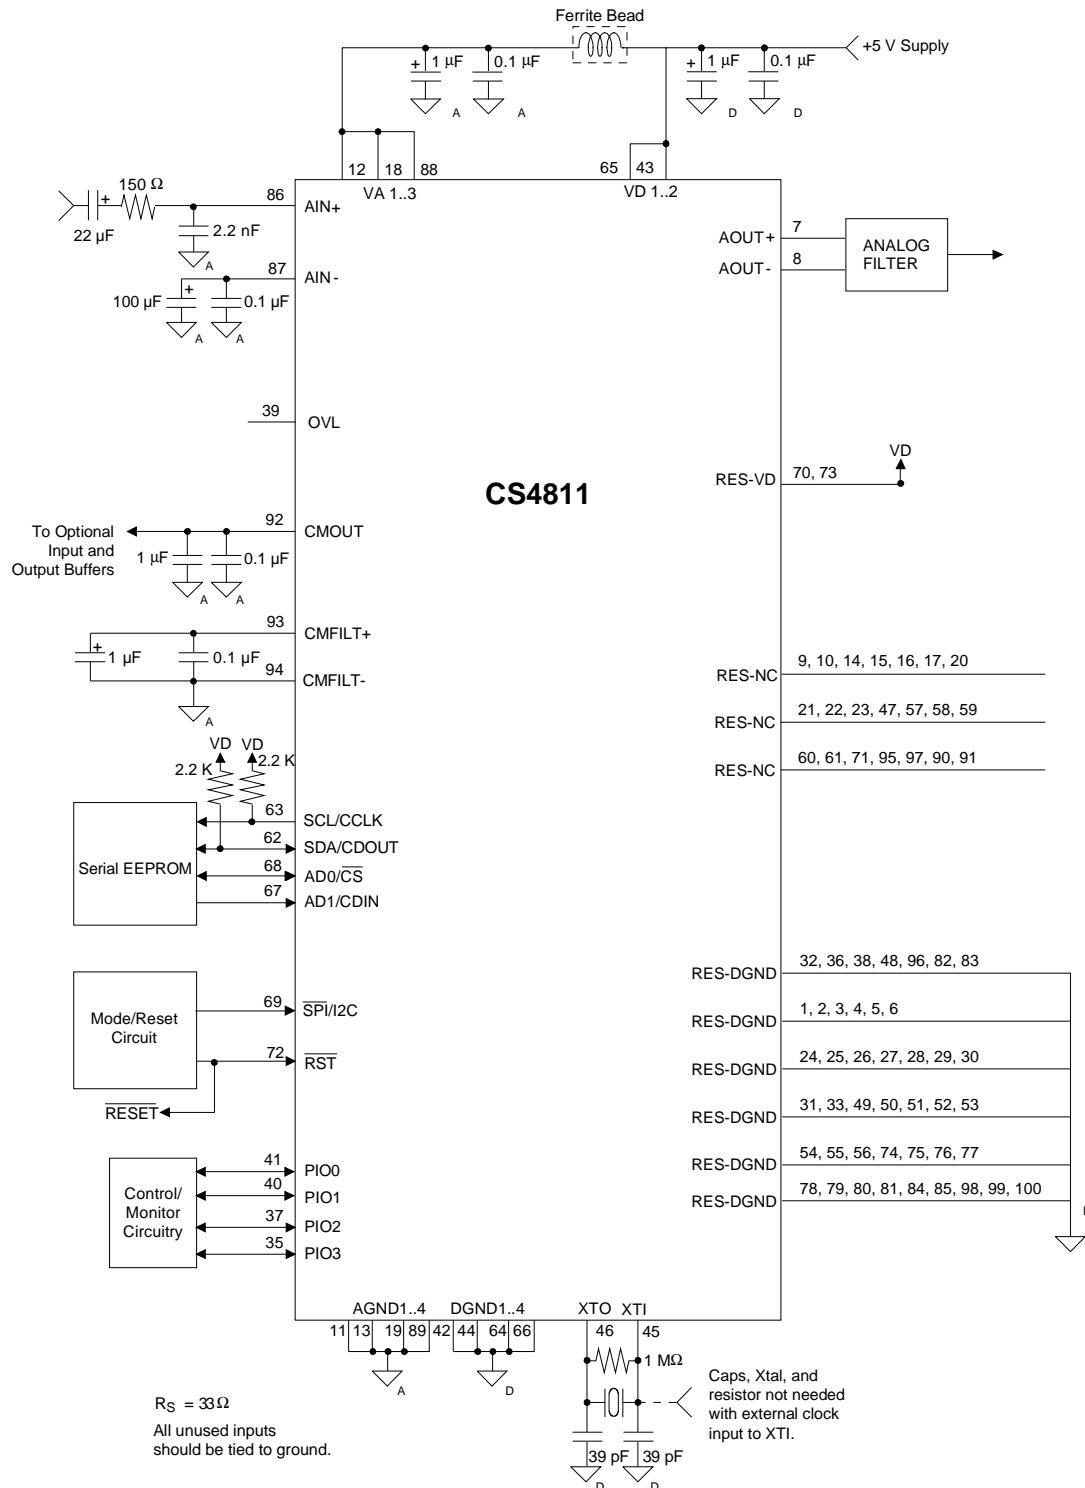 Ferrite Bead
+5 V Supply
+ 1 µF
0.1 µF
+ 1 µF
0.1 µF
A
A
D
D
12 18 88
65 43
VA 1..3
VD 1..2
150 Ω
+
22 µF
86
AIN+
2.2 nF
A
87
AIN-
100 µF
+
0.1 µF
A
A
AOUT+
7
AOUT-
8
ANALOG
FILTER
39
OVL
CS4811
RES-VD
70, 73
VD
92
CMOUT
To Optional
Input and
Output Buffers
1 µF
0.1 µF
A
A
93
CMFILT+
+
1 µF
0.1 µF
94
CMFILT-
A
RES-NC
9, 10, 14, 15, 16, 17, 20
RES-NC
21, 22, 23, 47, 57, 58, 59
RES-NC
60, 61, 71, 95, 97, 90, 91
VD VD
2.2 K
2.2 K
Serial EEPROM
63
SCL/CCLK
62
SDA/CDOUT
68
AD0/C̅S̅
67
AD1/CDIN
Mode/Reset
Circuit
69
S̅P̅I̅/I2C
72
R̅S̅T̅
R̅E̅S̅E̅T̅
Control/
Monitor
Circuitry
41
PIO0
40
PIO1
37
PIO2
35
PIO3
RES-DGND
32, 36, 38, 48, 96, 82, 83
RES-DGND
1, 2, 3, 4, 5, 6
RES-DGND
24, 25, 26, 27, 28, 29, 30
RES-DGND
31, 33, 49, 50, 51, 52, 53
RES-DGND
54, 55, 56, 74, 75, 76, 77
RES-DGND
78, 79, 80, 81, 84, 85, 98, 99, 100
AGND1..4
DGND1..4
XTO XTI
11 13 19 89 42 44 64 66
46 45
A
D
1 MΩ
39 pF
39 pF
D
D
Caps, Xtal, and
resistor not needed
with external clock
input to XTI.
RS = 33Ω
All unused inputs
should be tied to ground.